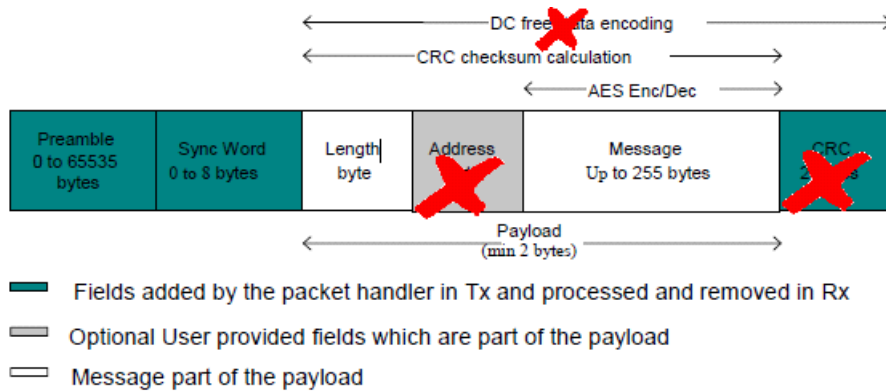 DC free data encoding
CRC checksum calculation
AES Enc/Dec
Preamble
0 to 65535
bytes
Sync Word
0 to 8 bytes
Length
byte
Address
Message
Up to 255 bytes
CRC
2
Payload
(min 2 bytes)
Fields added by the packet handler in Tx and processed and removed in Rx
Optional User provided fields which are part of the payload
Message part of the payload